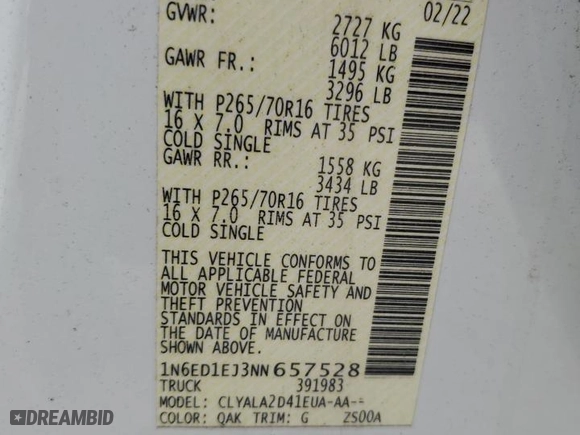 02/22
GVWR: 2727 KG
6012 LB
GAWR FR.: 1495 KG
3296 LB
WITH P265/70R16 TIRES
16 X 7.0 RIMS AT 35 PSI
COLD SINGLE
GAWR RR.: 1558 KG
3434 LB
WITH P265/70R16 TIRES
16 X 7.0 RIMS AT 35 PSI
COLD SINGLE
THIS VEHICLE CONFORMS TO
ALL APPLICABLE FEDERAL
MOTOR VEHICLE SAFETY AND
THEFT PREVENTION
STANDARDS IN EFFECT ON
THE DATE OF MANUFACTURE
SHOWN ABOVE.
1N6ED1EJ3NN657528
TRUCK 391983
MODEL: CLYALA2D41EUA-AA--
COLOR: QAK TRIM: G ZS00A
DREAMBID